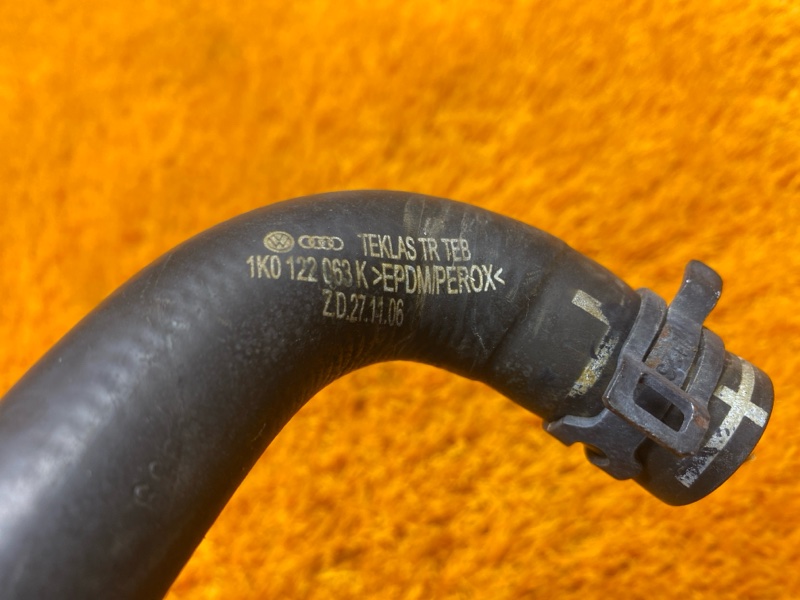 TEKLAS TR TEB
1K0 122 063 K >EPDM/PEROX<
Z.D.27.11.06